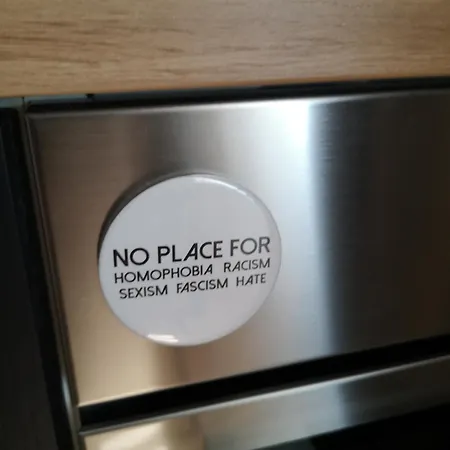 NO PLACE FOR
HOMOPHOBIA RACISM
SEXISM FASCISM HATE